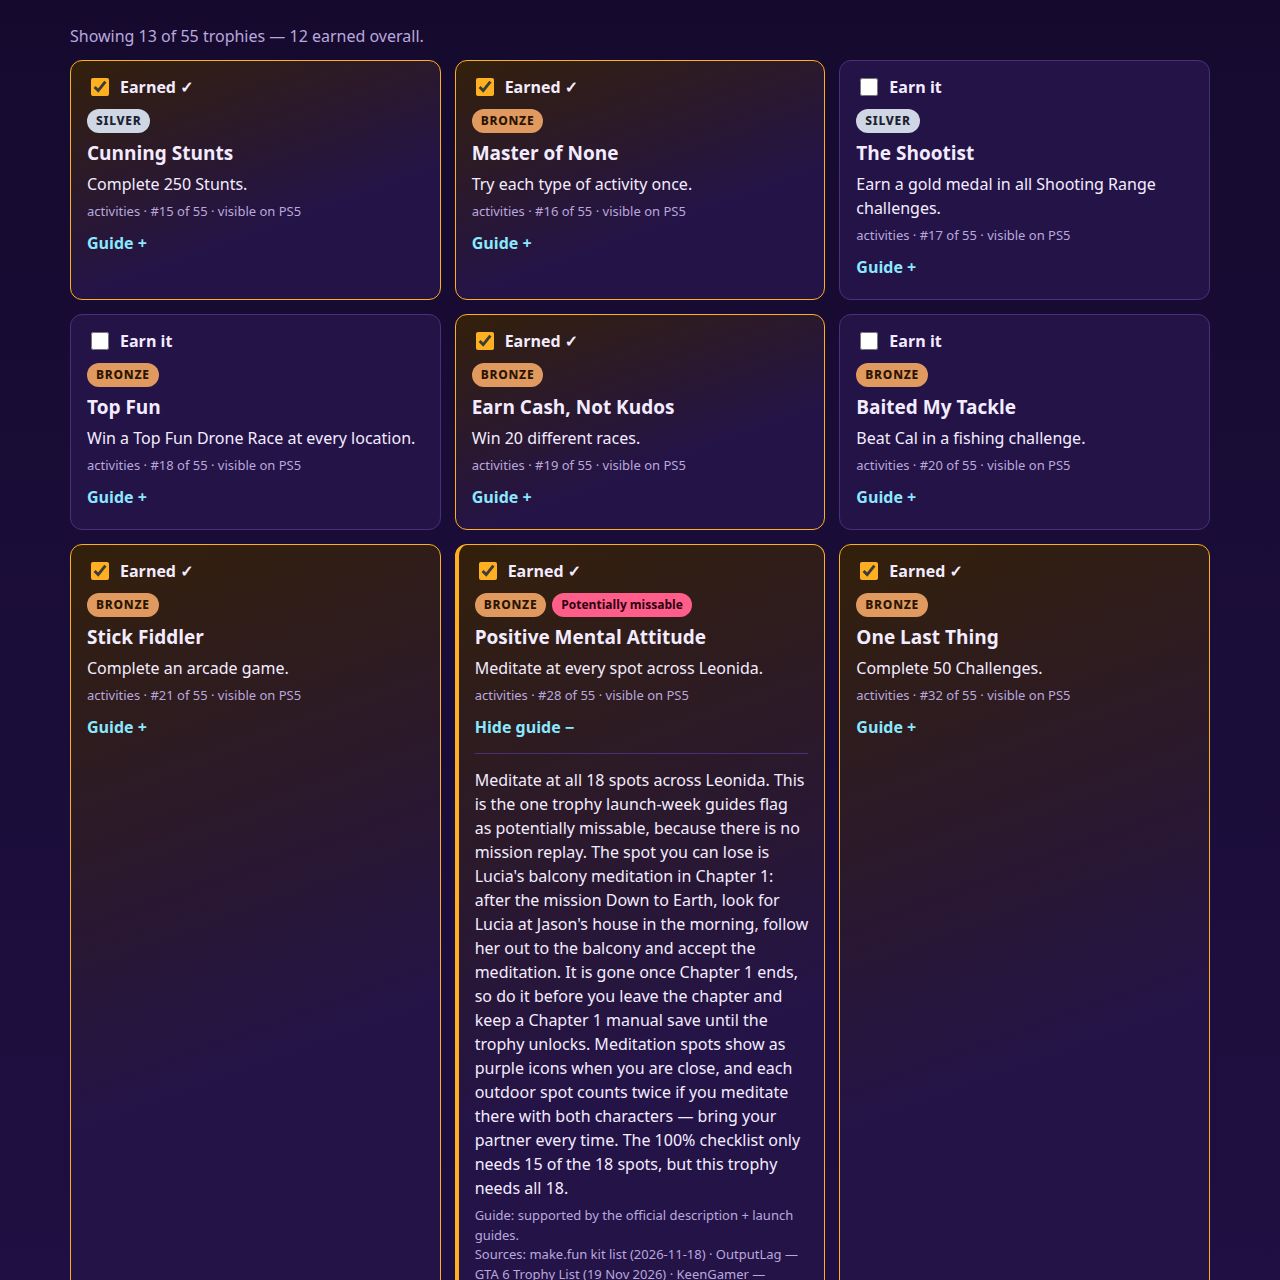 Showing 13 of 55 trophies — 12 earned overall.
Earned ✓
SILVER
Cunning Stunts
Complete 250 Stunts.
activities · #15 of 55 · visible on PS5
Guide +
Earned ✓
BRONZE
Master of None
Try each type of activity once.
activities · #16 of 55 · visible on PS5
Guide +
Earn it
SILVER
The Shootist
Earn a gold medal in all Shooting Range
challenges.
activities · #17 of 55 · visible on PS5
Guide +
Earn it
BRONZE
Top Fun
Win a Top Fun Drone Race at every location.
activities · #18 of 55 · visible on PS5
Guide +
Earned ✓
BRONZE
Earn Cash, Not Kudos
Win 20 different races.
activities · #19 of 55 · visible on PS5
Guide +
Earn it
BRONZE
Baited My Tackle
Beat Cal in a fishing challenge.
activities · #20 of 55 · visible on PS5
Guide +
Earned ✓
BRONZE
Stick Fiddler
Complete an arcade game.
activities · #21 of 55 · visible on PS5
Guide +
Earned ✓
BRONZE Potentially missable
Positive Mental Attitude
Meditate at every spot across Leonida.
activities · #28 of 55 · visible on PS5
Hide guide −
Meditate at all 18 spots across Leonida. This
is the one trophy launch-week guides flag
as potentially missable, because there is no
mission replay. The spot you can lose is
Lucia's balcony meditation in Chapter 1:
after the mission Down to Earth, look for
Lucia at Jason's house in the morning, follow
her out to the balcony and accept the
meditation. It is gone once Chapter 1 ends,
so do it before you leave the chapter and
keep a Chapter 1 manual save until the
trophy unlocks. Meditation spots show as
purple icons when you are close, and each
outdoor spot counts twice if you meditate
there with both characters — bring your
partner every time. The 100% checklist only
needs 15 of the 18 spots, but this trophy
needs all 18.
Guide: supported by the official description + launch
guides.
Sources: make.fun kit list (2026-11-18) · OutputLag —
GTA 6 Trophy List (19 Nov 2026) · KeenGamer —
Earned ✓
BRONZE
One Last Thing
Complete 50 Challenges.
activities · #32 of 55 · visible on PS5
Guide +